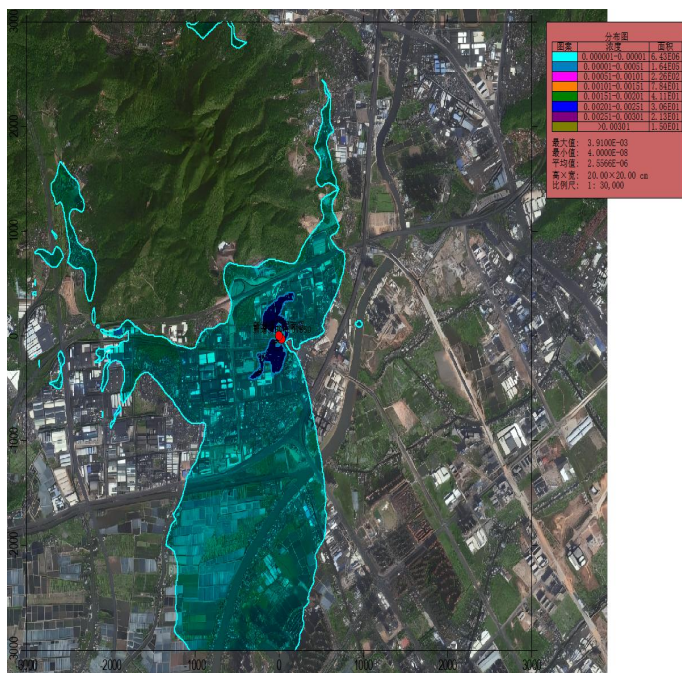 分布图
图案 浓度 面积
0.000001-0.00001 6.43E06
0.00001-0.00051 1.64E05
0.00051-0.00101 2.26E02
0.00101-0.00151 7.84E01
0.00151-0.00201 4.11E01
0.00201-0.00251 3.06E01
0.00251-0.00301 2.13E01
>0.00301 1.50E01
最大值: 3.9100E-03
最小值: 4.0000E-08
平均值: 2.5566E-06
高×宽: 20.00×20.00 cm
比例尺: 1: 30,000
3000
2000
1000
0
-1000
-2000
-3000
-3000 -2000 -1000 0 1000 2000 3000